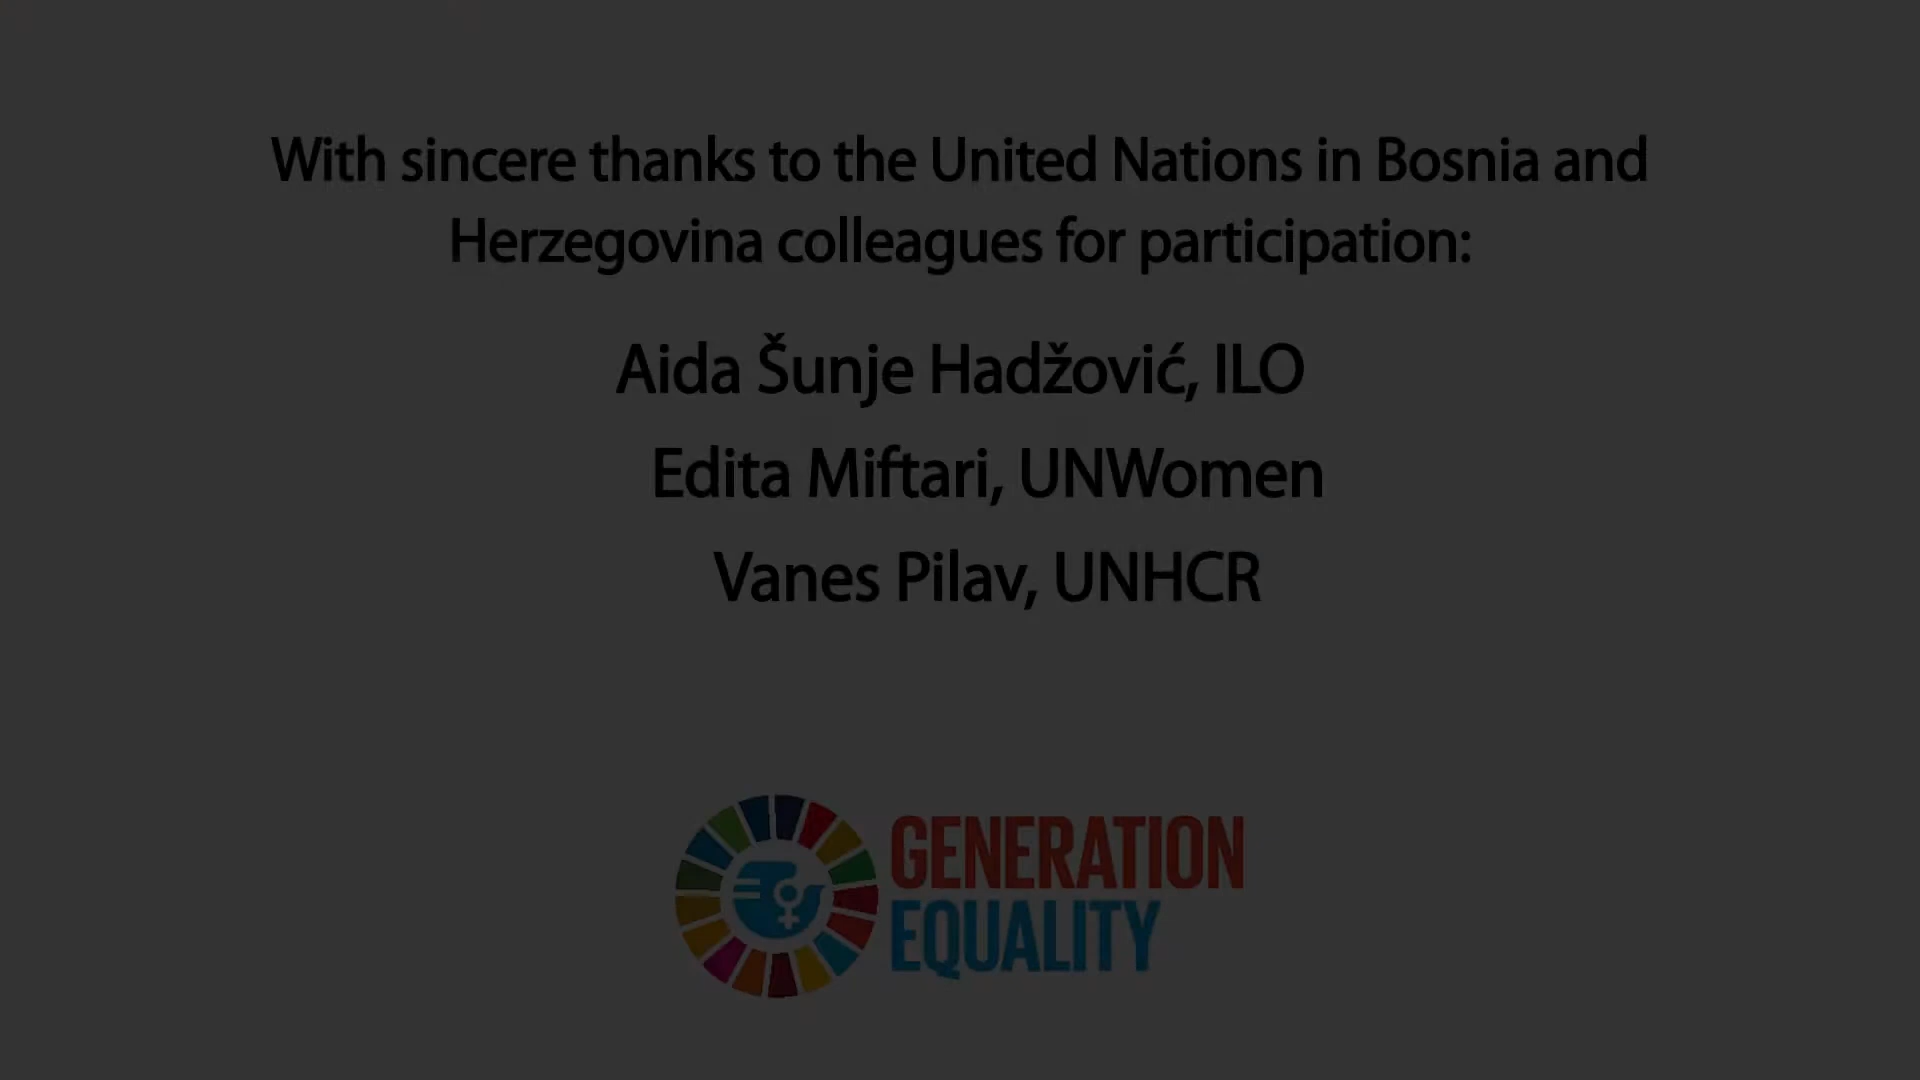 With sincere thanks to the United Nations in Bosnia and
Herzegovina colleagues for participation:
Aida Šunje Hadžović, ILO
Edita Miftari, UNWomen
Vanes Pilav, UNHCR
GENERATION
EQUALITY